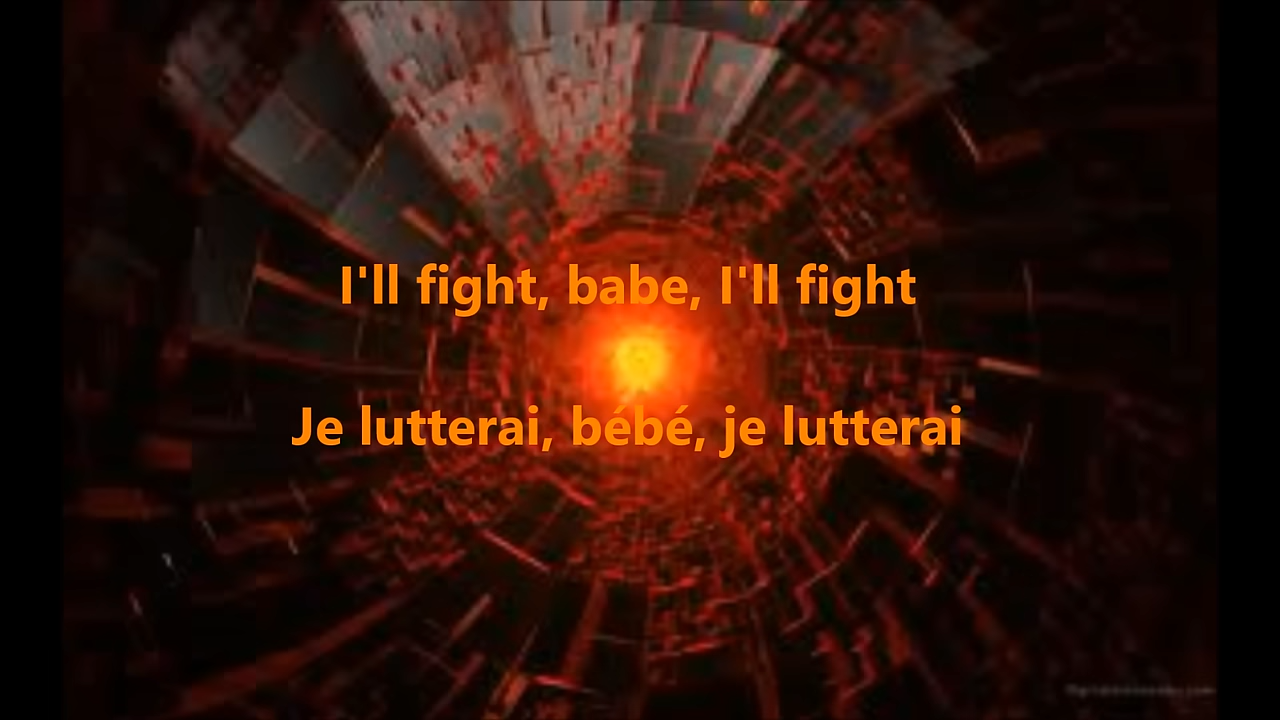 I'll fight, babe, I'll fight
Je lutterai, bébé, je lutterai